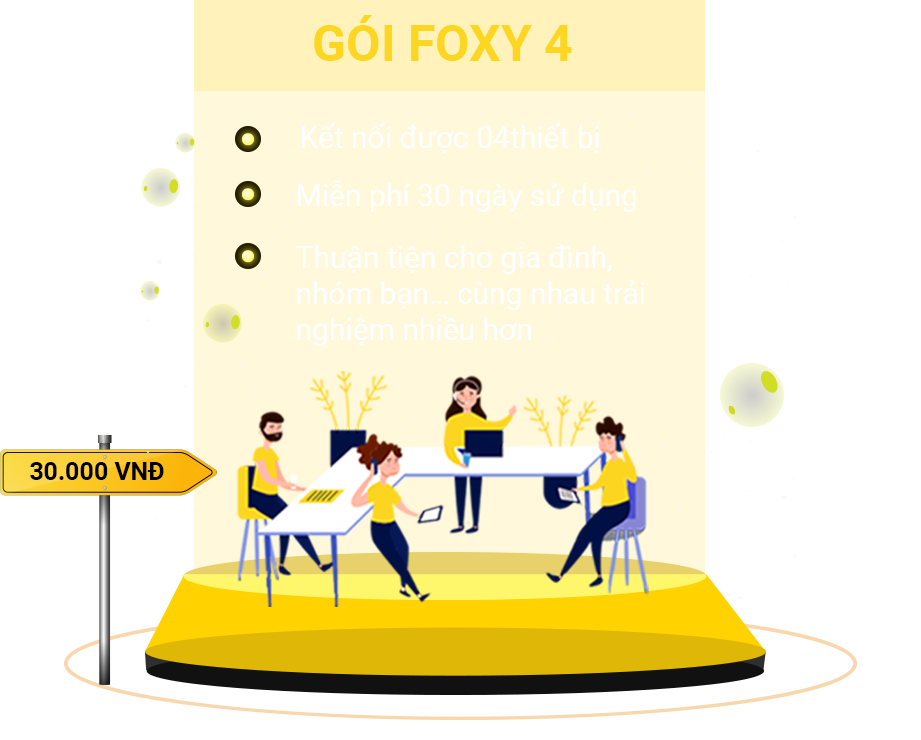 GÓI FOXY 4
Kết nối được 04thiết bị
Miễn phí 30 ngày sử dụng
Thuận tiện cho gia đình,
nhóm bạn... cùng nhau trải
nghiệm nhiều hơn
30.000 VNĐ